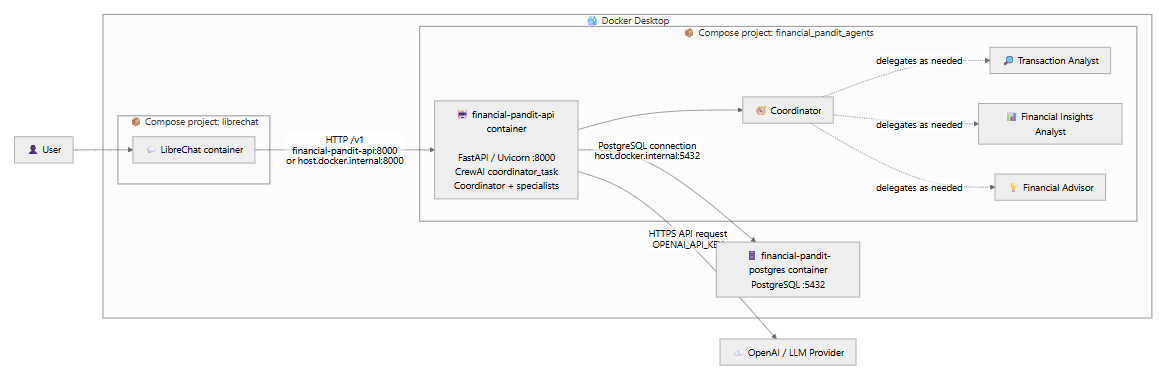 Docker Desktop
Compose project: financial_pandit_agents
Compose project: librechat
User
LibreChat container
HTTP /v1
financial-pandit-api:8000
or host.docker.internal:8000
financial-pandit-api
container
FastAPI / Uvicorn :8000
CrewAI coordinator_task
Coordinator + specialists
Coordinator
delegates as needed
Transaction Analyst
delegates as needed
Financial Insights
Analyst
delegates as needed
Financial Advisor
PostgreSQL connection
host.docker.internal:5432
HTTPS API request
OPENAI_API_KEY
financial-pandit-
postgres container
PostgreSQL :5432
OpenAI / LLM Provider